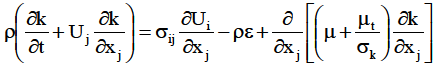 ρ(∂k/∂t + U_j ∂k/∂x_j) = σ_ij ∂U_i/∂x_j − ρε + ∂/∂x_j [(μ + μ_t/σ_k) ∂k/∂x_j]